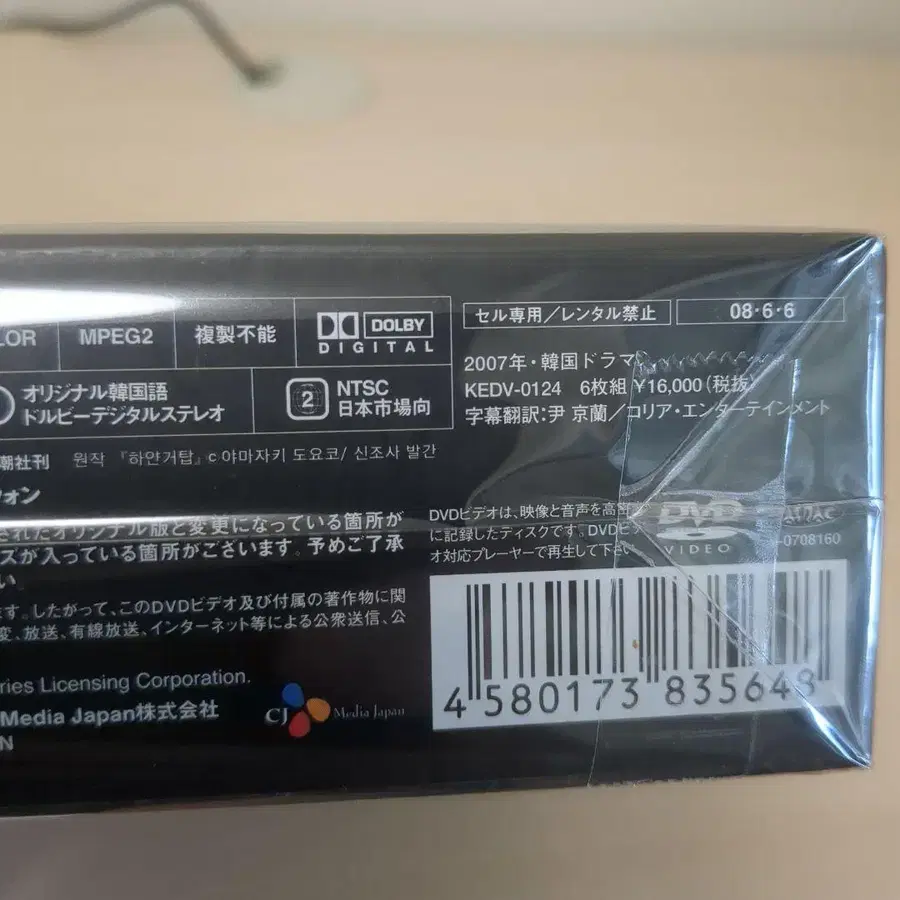 LOR MPEG2 複製不能 DOLBY DIGITAL
セル専用／レンタル禁止 08・6・6
オリジナル韓国語
ドルビーデジタルステレオ
2 NTSC
日本市場向
2007年・韓国ドラマ
KEDV-0124 6枚組 ¥16,000(税抜)
字幕翻訳：尹 京蘭／コリア・エンターテインメント
潮社刊 원작 『하얀거탑』 c 야마자키 도요코/ 신조사 발간
ォン
されたオリジナル版と変更になっている箇所が
ズが入っている箇所がございます。予めご了承
い
ます。したがって、このDVDビデオ及び付属の著作物に関
変、放送、有線放送、インターネット等による公衆送信、公
DVDビデオは、映像と音声を高密
に記録したディスクです。DVDビ
オ対応プレーヤーで再生して下さい
DVD
VIDEO
-0708160
ries Licensing Corporation.
Media Japan株式会社
N
CJ Media Japan
4 580173 835648